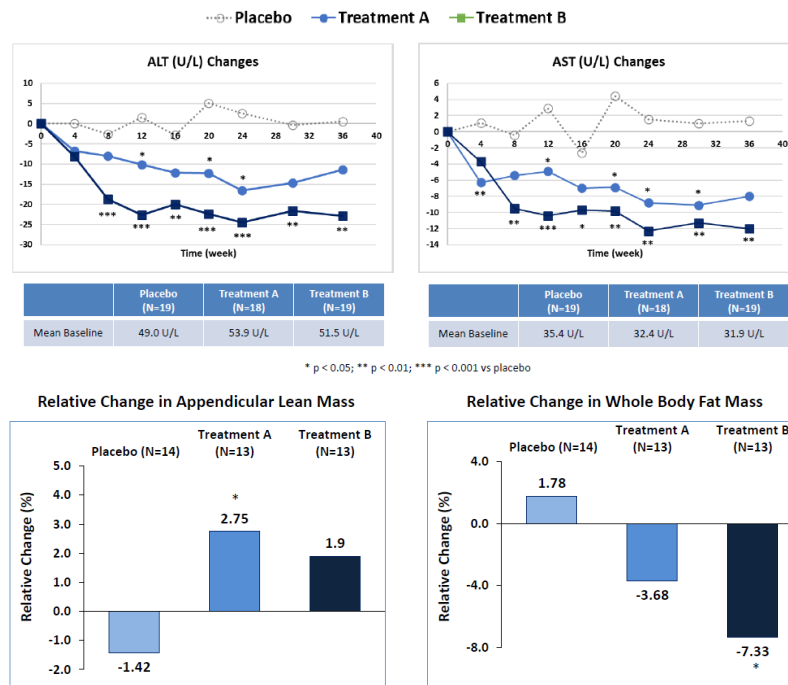 Placebo Treatment A Treatment B
ALT (U/L) Changes
10
5
0
-5
-10
-15
-20
-25
-30
0 4 8 12 16 20 24 28 32 36 40
* * *
*** *** ** *** *** ** **
Time (week)
AST (U/L) Changes
8
6
4
2
0
-2
-4
-6
-8
-10
-12
-14
0 4 8 12 16 20 24 28 32 36 40
** * * * *
** *** * ** ** ** **
Time (week)
Placebo (N=19) Treatment A (N=18) Treatment B (N=19)
Mean Baseline 49.0 U/L 53.9 U/L 51.5 U/L
Placebo (N=19) Treatment A (N=18) Treatment B (N=19)
Mean Baseline 35.4 U/L 32.4 U/L 31.9 U/L
* p < 0.05; ** p < 0.01; *** p < 0.001 vs placebo
Relative Change in Appendicular Lean Mass
Placebo (N=14) Treatment A (N=13) Treatment B (N=13)
Relative Change (%)
5.0
4.0
3.0
2.0
1.0
0.0
-1.0
-2.0
*
2.75
1.9
-1.42
Relative Change in Whole Body Fat Mass
Placebo (N=14) Treatment A (N=13) Treatment B (N=13)
Relative Change (%)
4.0
0.0
-4.0
-8.0
1.78
-3.68
-7.33
*